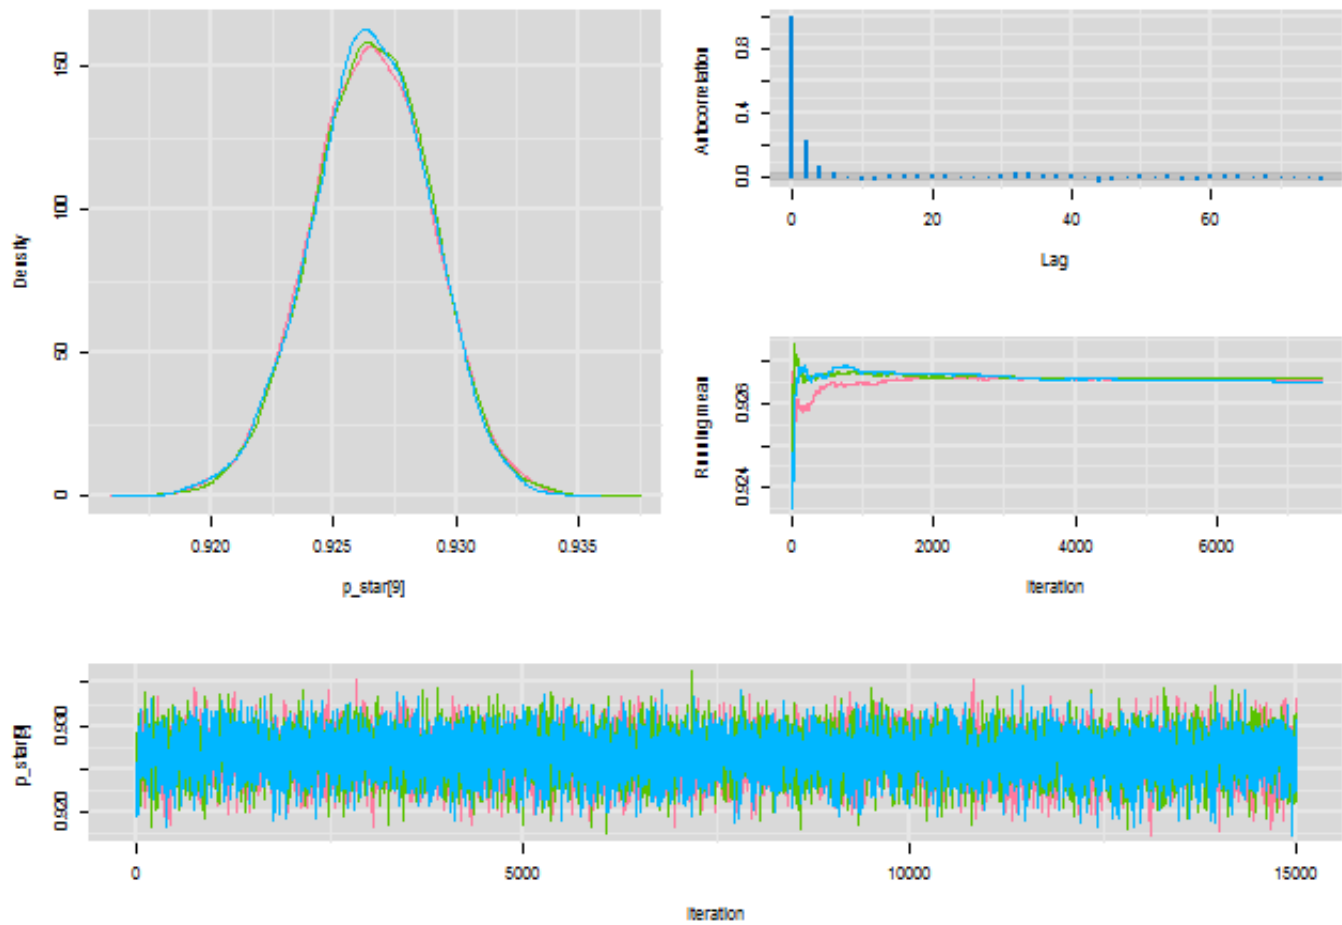 150
100
50
0
Density
0.920 0.925 0.930 0.935
p_star[9]
0.8
0.4
0.0
Autocorrelation
0 20 40 60
Lag
0.926
0.924
Running mean
0 2000 4000 6000
Iteration
0.930
0.920
p_star[9]
0 5000 10000 15000
Iteration